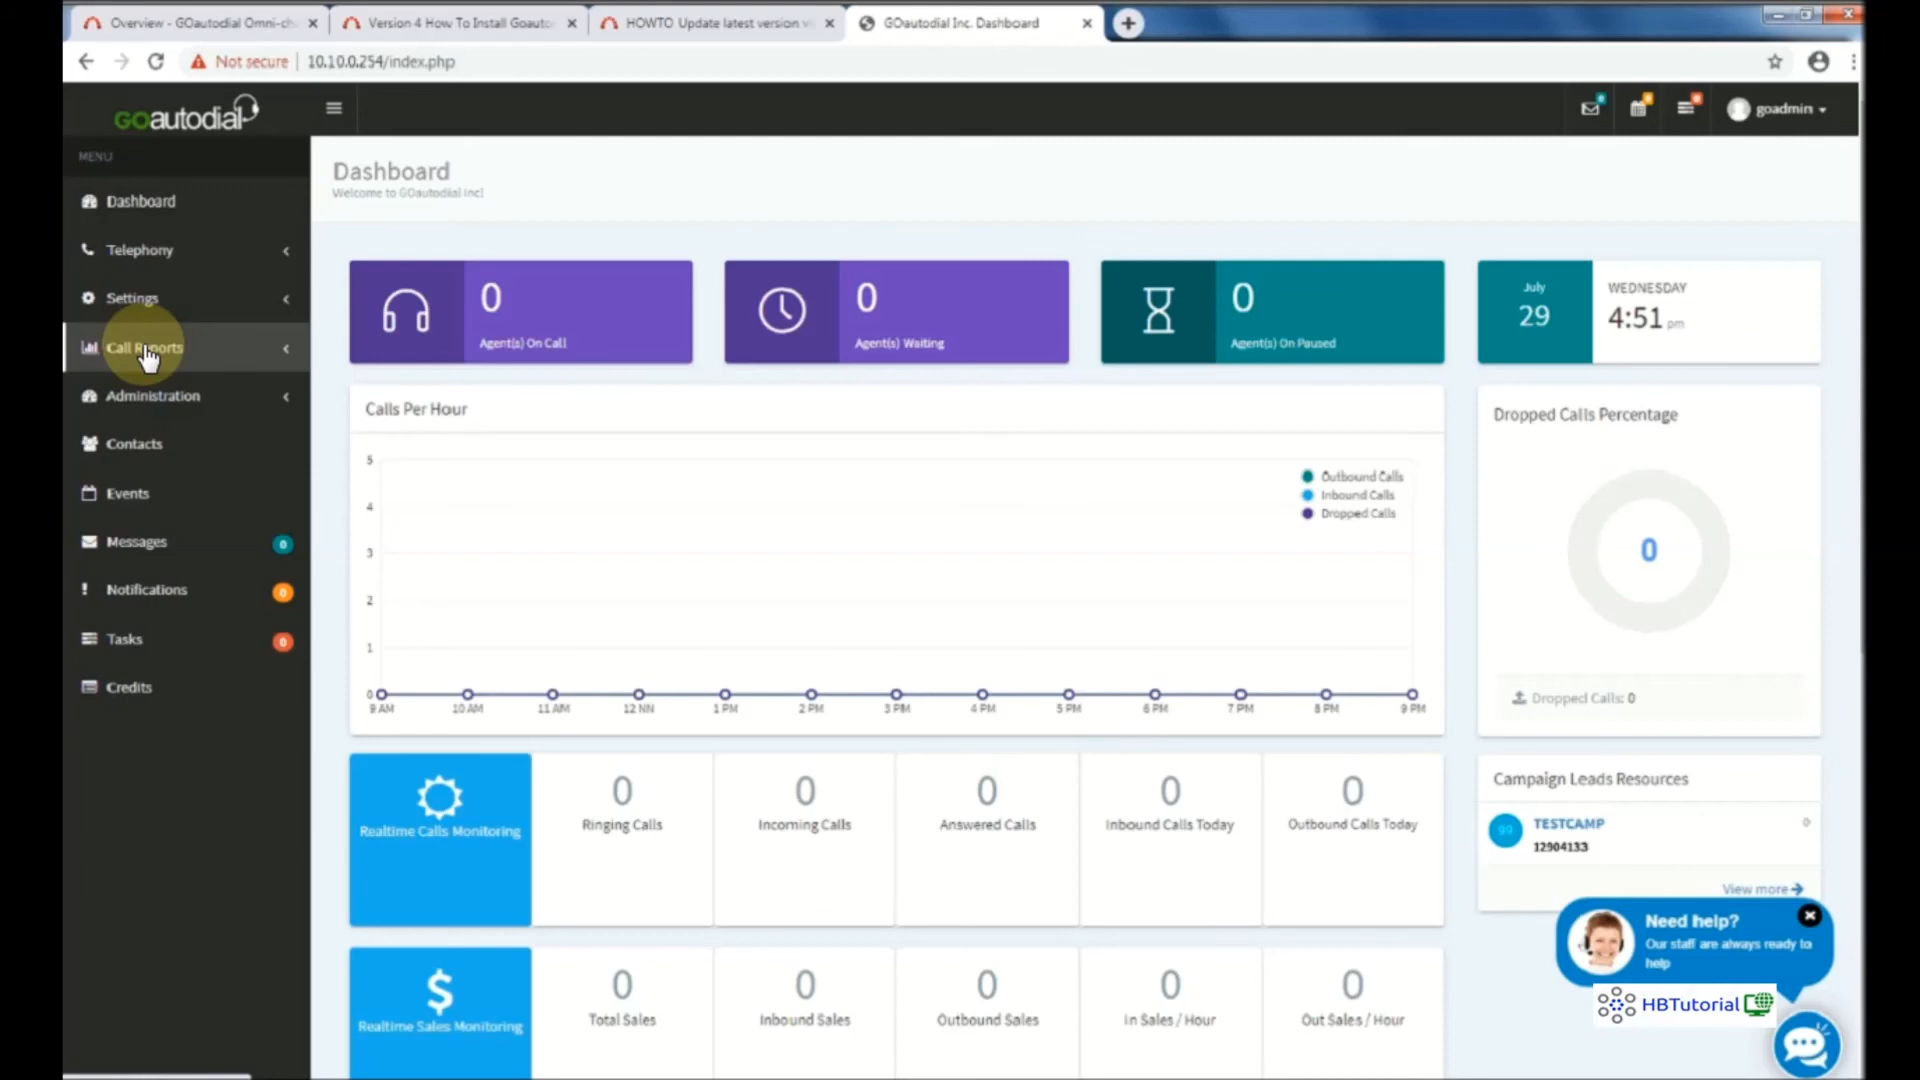 Overview - GOautodial Omni-ch
Version 4 How To Install Goauto
HOWTO Update latest version v
GOautodial Inc. Dashboard
Not secure
10.10.0.254/index.php
GOautodial
goadmin
MENU
Dashboard
Telephony
Settings
Call Reports
Administration
Contacts
Events
Messages 0
Notifications 0
Tasks 0
Credits
Dashboard
Welcome to GOautodial Inc!
0
Agent(s) On Call
0
Agent(s) Waiting
0
Agent(s) On Paused
July
29
WEDNESDAY
4:51 pm
Calls Per Hour
5
4
3
2
1
0
Outbound Calls
Inbound Calls
Dropped Calls
9 AM 10 AM 11 AM 12 NN 1 PM 2 PM 3 PM 4 PM 5 PM 6 PM 7 PM 8 PM 9 PM
Dropped Calls Percentage
0
Dropped Calls: 0
Realtime Calls Monitoring
0
Ringing Calls
0
Incoming Calls
0
Answered Calls
0
Inbound Calls Today
0
Outbound Calls Today
Campaign Leads Resources
99
TESTCAMP
0
12904133
View more
Realtime Sales Monitoring
0
Total Sales
0
Inbound Sales
0
Outbound Sales
0
In Sales / Hour
0
Out Sales / Hour
Need help?
Our staff are always ready to
help
HBTutorial